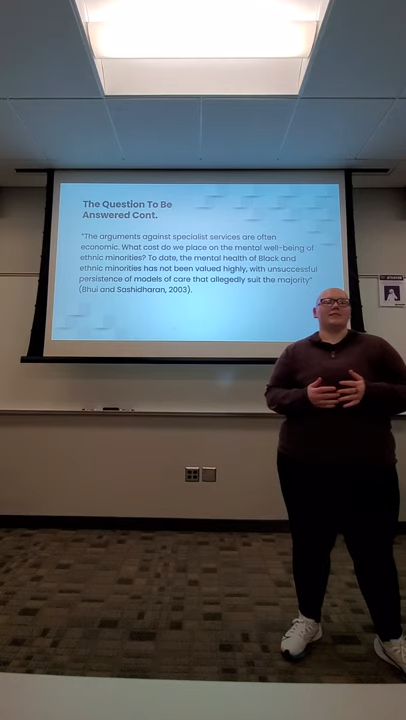 The Question To Be
Answered Cont.
"The arguments against specialist services are often
economic. What cost do we place on the mental well-being of
ethnic minorities? To date, the mental health of Black and
ethnic minorities has not been valued highly, with unsuccessful
persistence of models of care that allegedly suit the majority"
(Bhui and Sashidharan, 2003).